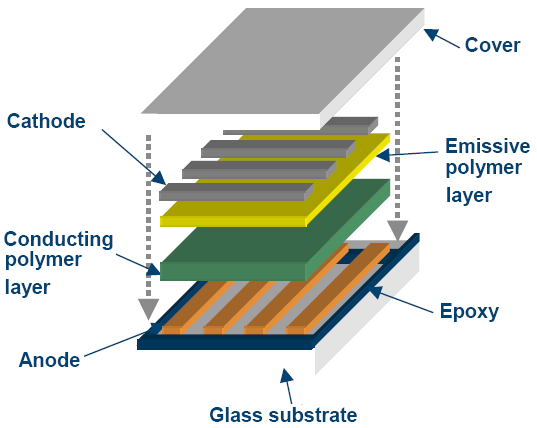 Cover
Cathode
Emissive
polymer
layer
Conducting
polymer
layer
Epoxy
Anode
Glass substrate